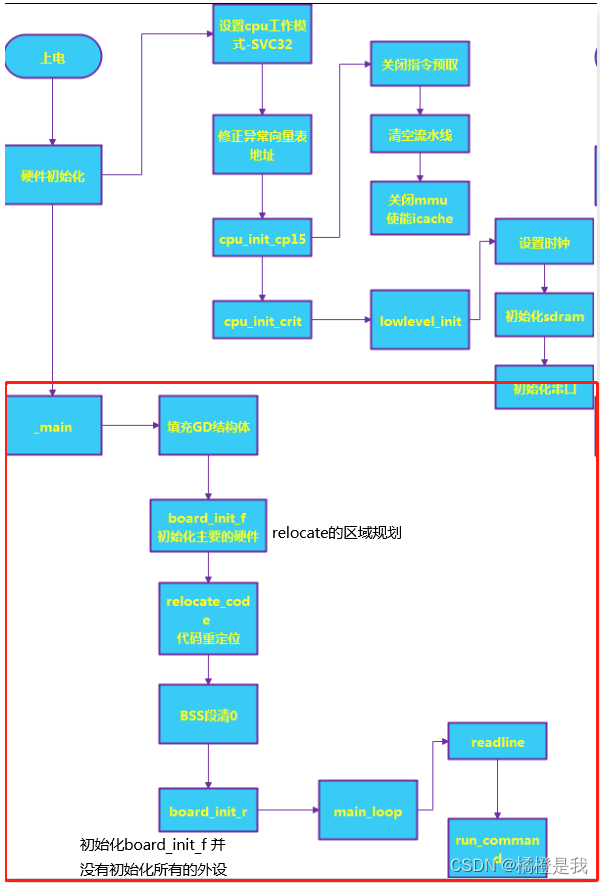 上电
硬件初始化
设置cpu工作模
式-SVC32
修正异常向量表
地址
cpu_init_cp15
cpu_init_crit
关闭指令预取
清空流水线
关闭mmu
使能icache
lowlevel_init
设置时钟
初始化sdram
初始化串口
_main
填充GD结构体
board_init_f
初始化主要的硬件
relocate的区域规划
relocate_cod
e
代码重定位
BSS段清0
board_init_r
初始化board_init_f 并
没有初始化所有的外设
main_loop
readline
run_comman
d
CSDN @橘橙是我